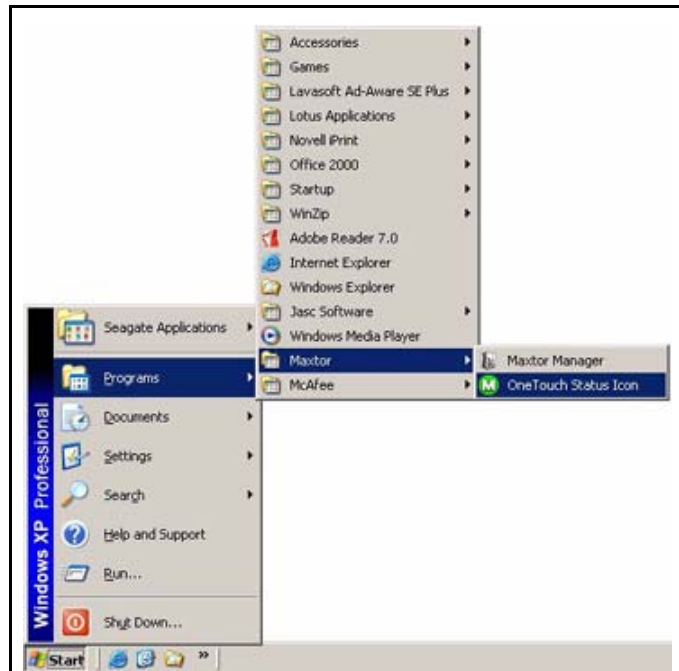 Accessories
Games
Lavasoft Ad-Aware SE Plus
Lotus Applications
Novell iPrint
Office 2000
Startup
WinZip
Adobe Reader 7.0
Internet Explorer
Windows Explorer
Jasc Software
Windows Media Player
Maxtor
McAfee
Maxtor Manager
OneTouch Status Icon
Seagate Applications
Programs
Documents
Settings
Search
Help and Support
Run...
Shut Down...
Windows XP Professional
Start
»